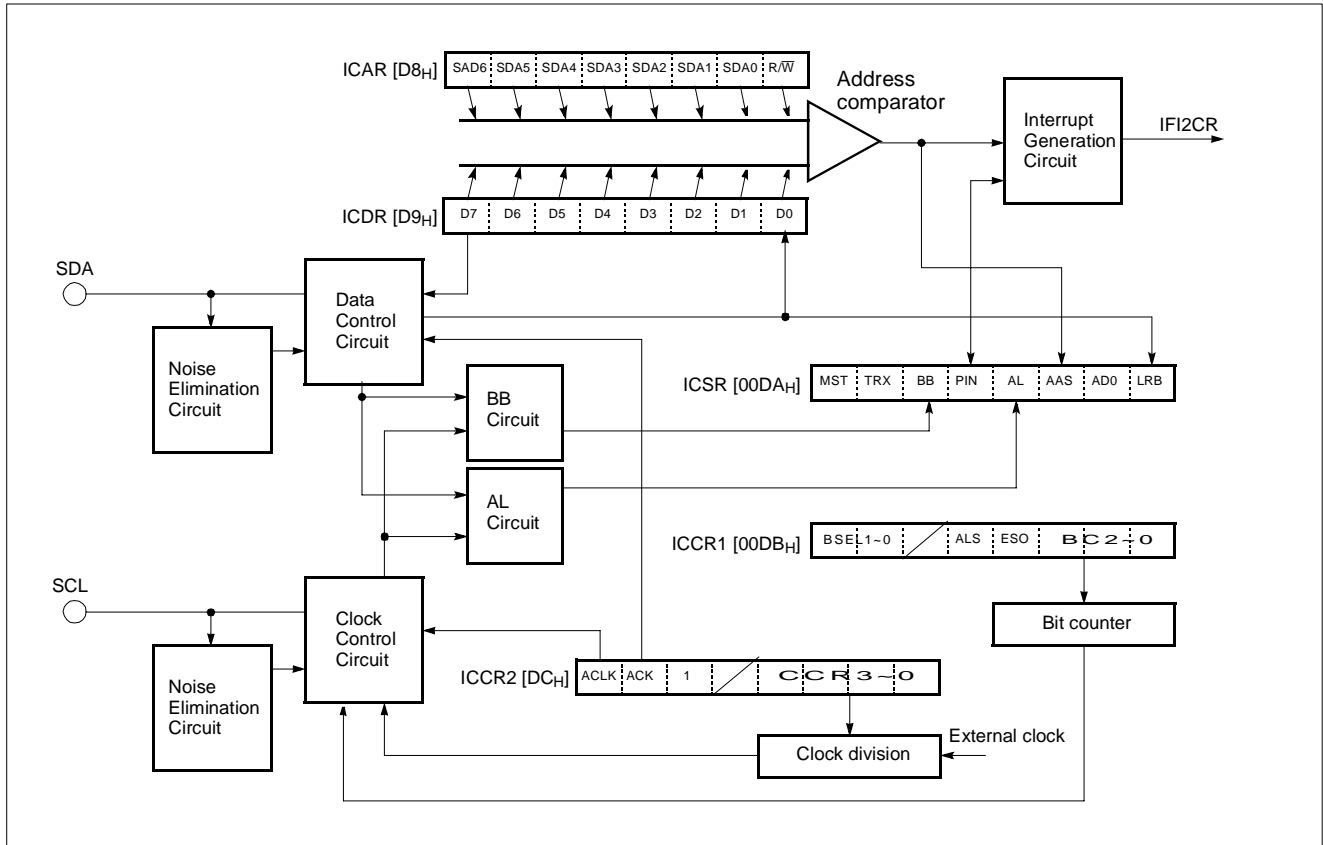 ICAR [D8H] SAD6 SDA5 SDA4 SDA3 SDA2 SDA1 SDA0 R/W̅
Address
comparator
Interrupt
Generation
Circuit
IFI2CR
ICDR [D9H] D7 D6 D5 D4 D3 D2 D1 D0
SDA
Data
Control
Circuit
Noise
Elimination
Circuit
BB
Circuit
ICSR [00DAH] MST TRX BB PIN AL AAS AD0 LRB
AL
Circuit
ICCR1 [00DBH] BSEL1~0 ALS ESO BC2~0
SCL
Clock
Control
Circuit
Bit counter
Noise
Elimination
Circuit
ICCR2 [DCH] ACLK ACK 1 CCR3~0
External clock
Clock division